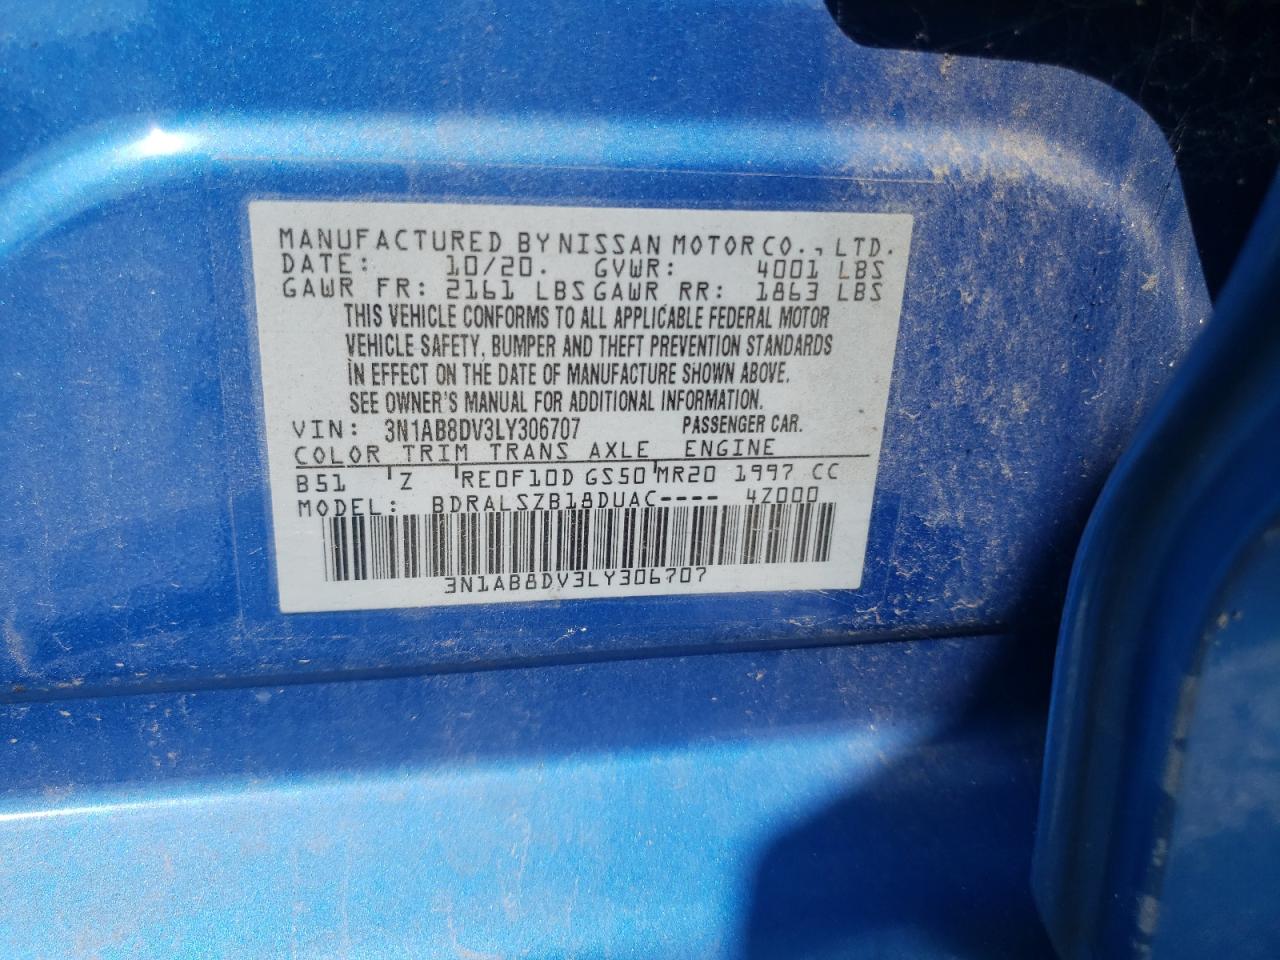 MANUFACTURED BY NISSAN MOTOR CO., LTD.
DATE: 10/20. GVWR: 4001 LBS
GAWR FR: 2161 LBS GAWR RR: 1863 LBS
THIS VEHICLE CONFORMS TO ALL APPLICABLE FEDERAL MOTOR
VEHICLE SAFETY, BUMPER AND THEFT PREVENTION STANDARDS
IN EFFECT ON THE DATE OF MANUFACTURE SHOWN ABOVE.
SEE OWNER'S MANUAL FOR ADDITIONAL INFORMATION.
VIN: 3N1AB8DV3LY306707 PASSENGER CAR.
COLOR TRIM TRANS AXLE ENGINE
B51 Z RE0F10D GS50 MR20 1997 CC
MODEL: BDRALSZB18DUAC---- 4Z000
3N1AB8DV3LY306707